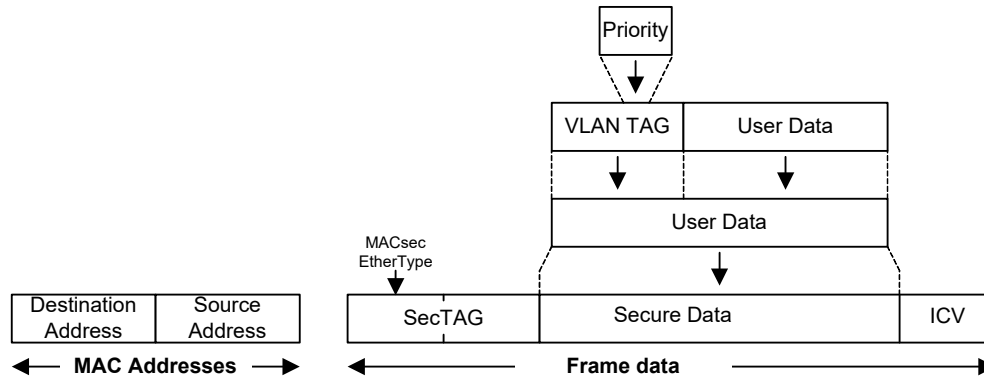 Priority
VLAN TAG
User Data
User Data
MACsec
EtherType
Destination
Address
Source
Address
SecTAG
Secure Data
ICV
MAC Addresses
Frame data